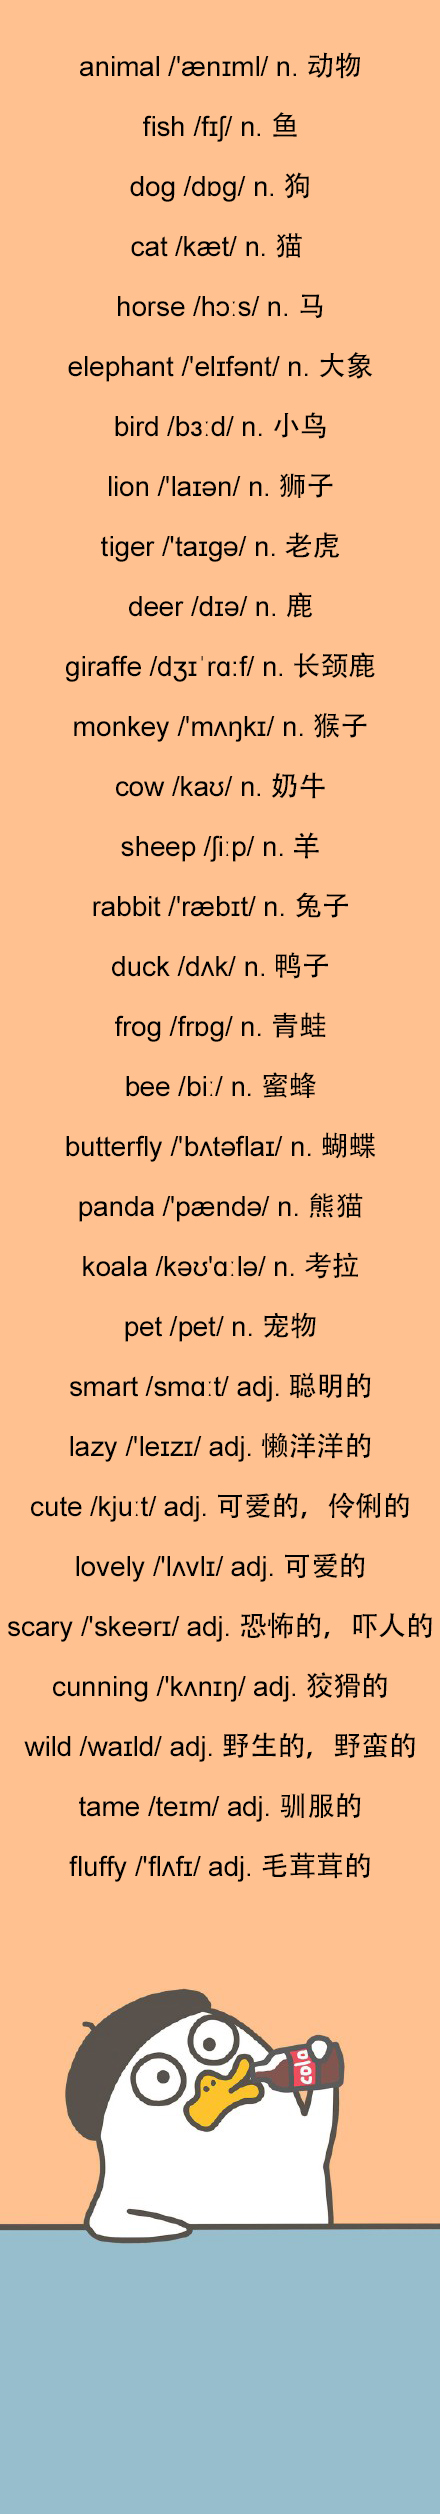 animal /'ænɪml/ n. 动物
fish /fɪʃ/ n. 鱼
dog /dɒg/ n. 狗
cat /kæt/ n. 猫
horse /hɔːs/ n. 马
elephant /'elɪfənt/ n. 大象
bird /bɜːd/ n. 小鸟
lion /'laɪən/ n. 狮子
tiger /'taɪgə/ n. 老虎
deer /dɪə/ n. 鹿
giraffe /dʒɪˈrɑːf/ n. 长颈鹿
monkey /'mʌŋkɪ/ n. 猴子
cow /kaʊ/ n. 奶牛
sheep /ʃiːp/ n. 羊
rabbit /'ræbɪt/ n. 兔子
duck /dʌk/ n. 鸭子
frog /frɒg/ n. 青蛙
bee /biː/ n. 蜜蜂
butterfly /'bʌtəflaɪ/ n. 蝴蝶
panda /'pændə/ n. 熊猫
koala /kəʊ'ɑːlə/ n. 考拉
pet /pet/ n. 宠物
smart /smɑːt/ adj. 聪明的
lazy /'leɪzɪ/ adj. 懒洋洋的
cute /kjuːt/ adj. 可爱的，伶俐的
lovely /'lʌvlɪ/ adj. 可爱的
scary /'skeərɪ/ adj. 恐怖的，吓人的
cunning /'kʌnɪŋ/ adj. 狡猾的
wild /waɪld/ adj. 野生的，野蛮的
tame /teɪm/ adj. 驯服的
fluffy /'flʌfɪ/ adj. 毛茸茸的
cola